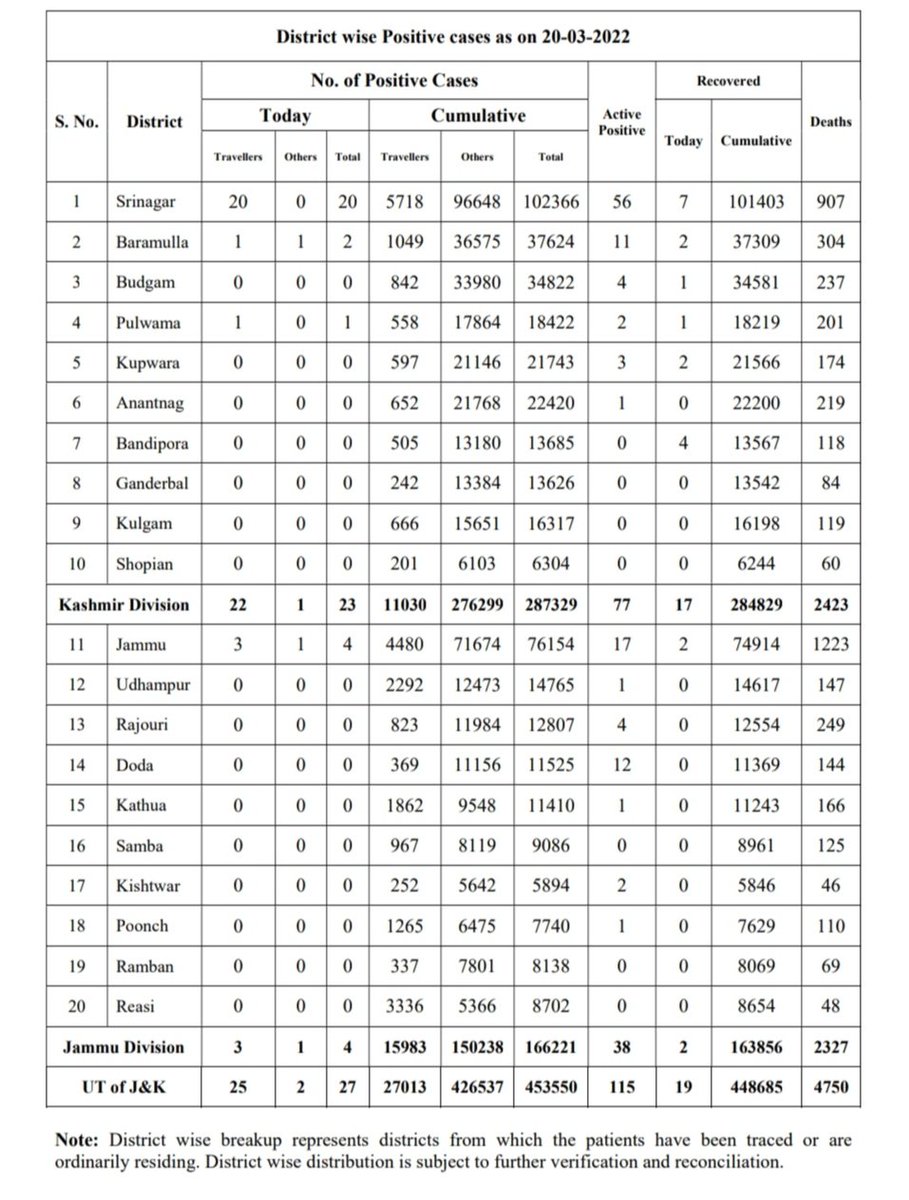 District wise Positive cases as on 20-03-2022
S. No. District No. of Positive Cases Active Positive Recovered Deaths
Today Cumulative Today Cumulative
Travellers Others Total Travellers Others Total
1 Srinagar 20 0 20 5718 96648 102366 56 7 101403 907
2 Baramulla 1 1 2 1049 36575 37624 11 2 37309 304
3 Budgam 0 0 0 842 33980 34822 4 1 34581 237
4 Pulwama 1 0 1 558 17864 18422 2 1 18219 201
5 Kupwara 0 0 0 597 21146 21743 3 2 21566 174
6 Anantnag 0 0 0 652 21768 22420 1 0 22200 219
7 Bandipora 0 0 0 505 13180 13685 0 4 13567 118
8 Ganderbal 0 0 0 242 13384 13626 0 0 13542 84
9 Kulgam 0 0 0 666 15651 16317 0 0 16198 119
10 Shopian 0 0 0 201 6103 6304 0 0 6244 60
Kashmir Division 22 1 23 11030 276299 287329 77 17 284829 2423
11 Jammu 3 1 4 4480 71674 76154 17 2 74914 1223
12 Udhampur 0 0 0 2292 12473 14765 1 0 14617 147
13 Rajouri 0 0 0 823 11984 12807 4 0 12554 249
14 Doda 0 0 0 369 11156 11525 12 0 11369 144
15 Kathua 0 0 0 1862 9548 11410 1 0 11243 166
16 Samba 0 0 0 967 8119 9086 0 0 8961 125
17 Kishtwar 0 0 0 252 5642 5894 2 0 5846 46
18 Poonch 0 0 0 1265 6475 7740 1 0 7629 110
19 Ramban 0 0 0 337 7801 8138 0 0 8069 69
20 Reasi 0 0 0 3336 5366 8702 0 0 8654 48
Jammu Division 3 1 4 15983 150238 166221 38 2 163856 2327
UT of J&K 25 2 27 27013 426537 453550 115 19 448685 4750
Note: District wise breakup represents districts from which the patients have been traced or are
ordinarily residing. District wise distribution is subject to further verification and reconciliation.